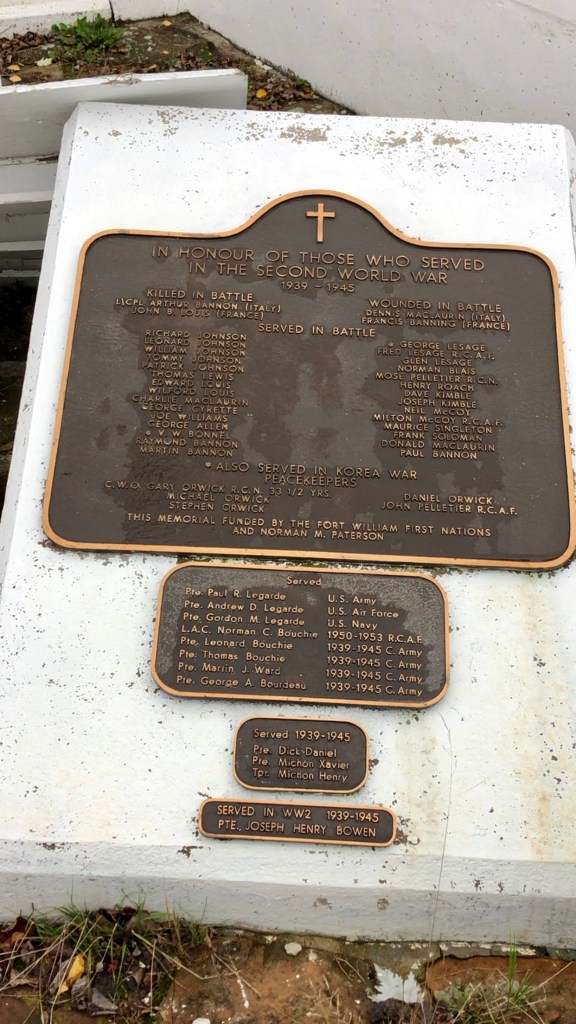 IN HONOUR OF THOSE WHO SERVED
IN THE SECOND WORLD WAR
1939 - 1945
KILLED IN BATTLE
L/CPL ARTHUR BANNON (ITALY)
JOHN B. LOUIS (FRANCE)
WOUNDED IN BATTLE
DENNIS MACLAURIN (ITALY)
FRANCIS BANNING (FRANCE)
SERVED IN BATTLE
RICHARD JOHNSON
LEONARD JOHNSON
WILLIAM JOHNSON
TOMMY JOHNSON
PATRICK JOHNSON
THOMAS LEWIS
EDWARD LOUIS
WILFORD LOUIS
CHARLIE MACLAURIN
GEORGE CYRETTE
JOE WILLIAMS
GEORGE ALLEN
* V. W. BONNEL
RAYMOND BANNON
MARTIN BANNON
* GEORGE LESAGE
FRED LESAGE R.C.A.F.
GLEN LESAGE
NORMAN BLAIS
MOSE PELLETIER R.C.N.
HENRY ROACH
DAVE KIMBLE
JOSEPH KIMBLE
NEIL McCOY
MILTON McCOY R.C.A.F.
MAURICE SINGLETON
FRANK SOLOMAN
DONALD MACLAURIN
PAUL BANNON
* ALSO SERVED IN KOREA WAR
PEACEKEEPERS
C.W.O. GARY ORWICK R.C.N. 33 1/2 YRS.
MICHAEL ORWICK
STEPHEN ORWICK
DANIEL ORWICK
JOHN PELLETIER R.C.A.F.
THIS MEMORIAL FUNDED BY THE FORT WILLIAM FIRST NATIONS
AND NORMAN M. PATERSON
Served
Pte. Paul R. Legarde U.S. Army
Pte. Andrew D. Legarde U.S. Air Force
Pte. Gordon M. Legarde U.S. Navy
L.A.C. Norman C. Bouchie 1950-1953 R.C.A.F.
Pte. Leonard Bouchie 1939-1945 C. Army
Pte. Thomas Bouchie 1939-1945 C. Army
Pte. Martin J. Ward 1939-1945 C. Army
Pte. George A. Bourdeau 1939-1945 C. Army
Served 1939-1945
Pte. Dick Daniel
Pte. Michon Xavier
Tpr. Michon Henry
SERVED IN WW2 1939-1945
PTE., JOSEPH HENRY BOWEN